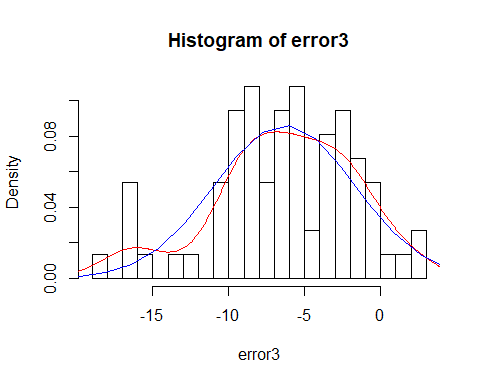 Histogram of error3
Density
0.00 0.04 0.08
-15 -10 -5 0
error3